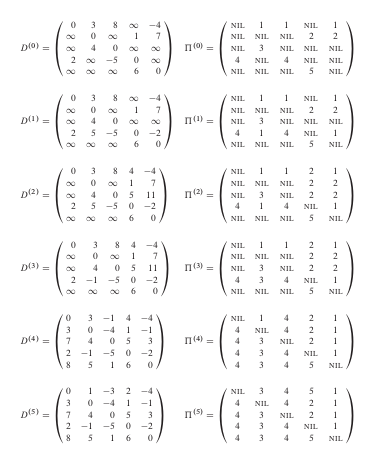 0 3 8 ∞ −4 NIL 1 1 NIL 1
∞ 0 ∞ 1 7 NIL NIL NIL 2 2
D(0) = ∞ 4 0 ∞ ∞ Π(0) = NIL 3 NIL NIL NIL
2 ∞ −5 0 ∞ 4 NIL 4 NIL NIL
∞ ∞ ∞ 6 0 NIL NIL NIL 5 NIL
0 3 8 ∞ −4 NIL 1 1 NIL 1
∞ 0 ∞ 1 7 NIL NIL NIL 2 2
D(1) = ∞ 4 0 ∞ ∞ Π(1) = NIL 3 NIL NIL NIL
2 5 −5 0 −2 4 1 4 NIL 1
∞ ∞ ∞ 6 0 NIL NIL NIL 5 NIL
0 3 8 4 −4 NIL 1 1 2 1
∞ 0 ∞ 1 7 NIL NIL NIL 2 2
D(2) = ∞ 4 0 5 11 Π(2) = NIL 3 NIL 2 2
2 5 −5 0 −2 4 1 4 NIL 1
∞ ∞ ∞ 6 0 NIL NIL NIL 5 NIL
0 3 8 4 −4 NIL 1 1 2 1
∞ 0 ∞ 1 7 NIL NIL NIL 2 2
D(3) = ∞ 4 0 5 11 Π(3) = NIL 3 NIL 2 2
2 −1 −5 0 −2 4 3 4 NIL 1
∞ ∞ ∞ 6 0 NIL NIL NIL 5 NIL
0 3 −1 4 −4 NIL 1 4 2 1
3 0 −4 1 −1 4 NIL 4 2 1
D(4) = 7 4 0 5 3 Π(4) = 4 3 NIL 2 1
2 −1 −5 0 −2 4 3 4 NIL 1
8 5 1 6 0 4 3 4 5 NIL
0 1 −3 2 −4 NIL 3 4 5 1
3 0 −4 1 −1 4 NIL 4 2 1
D(5) = 7 4 0 5 3 Π(5) = 4 3 NIL 2 1
2 −1 −5 0 −2 4 3 4 NIL 1
8 5 1 6 0 4 3 4 5 NIL